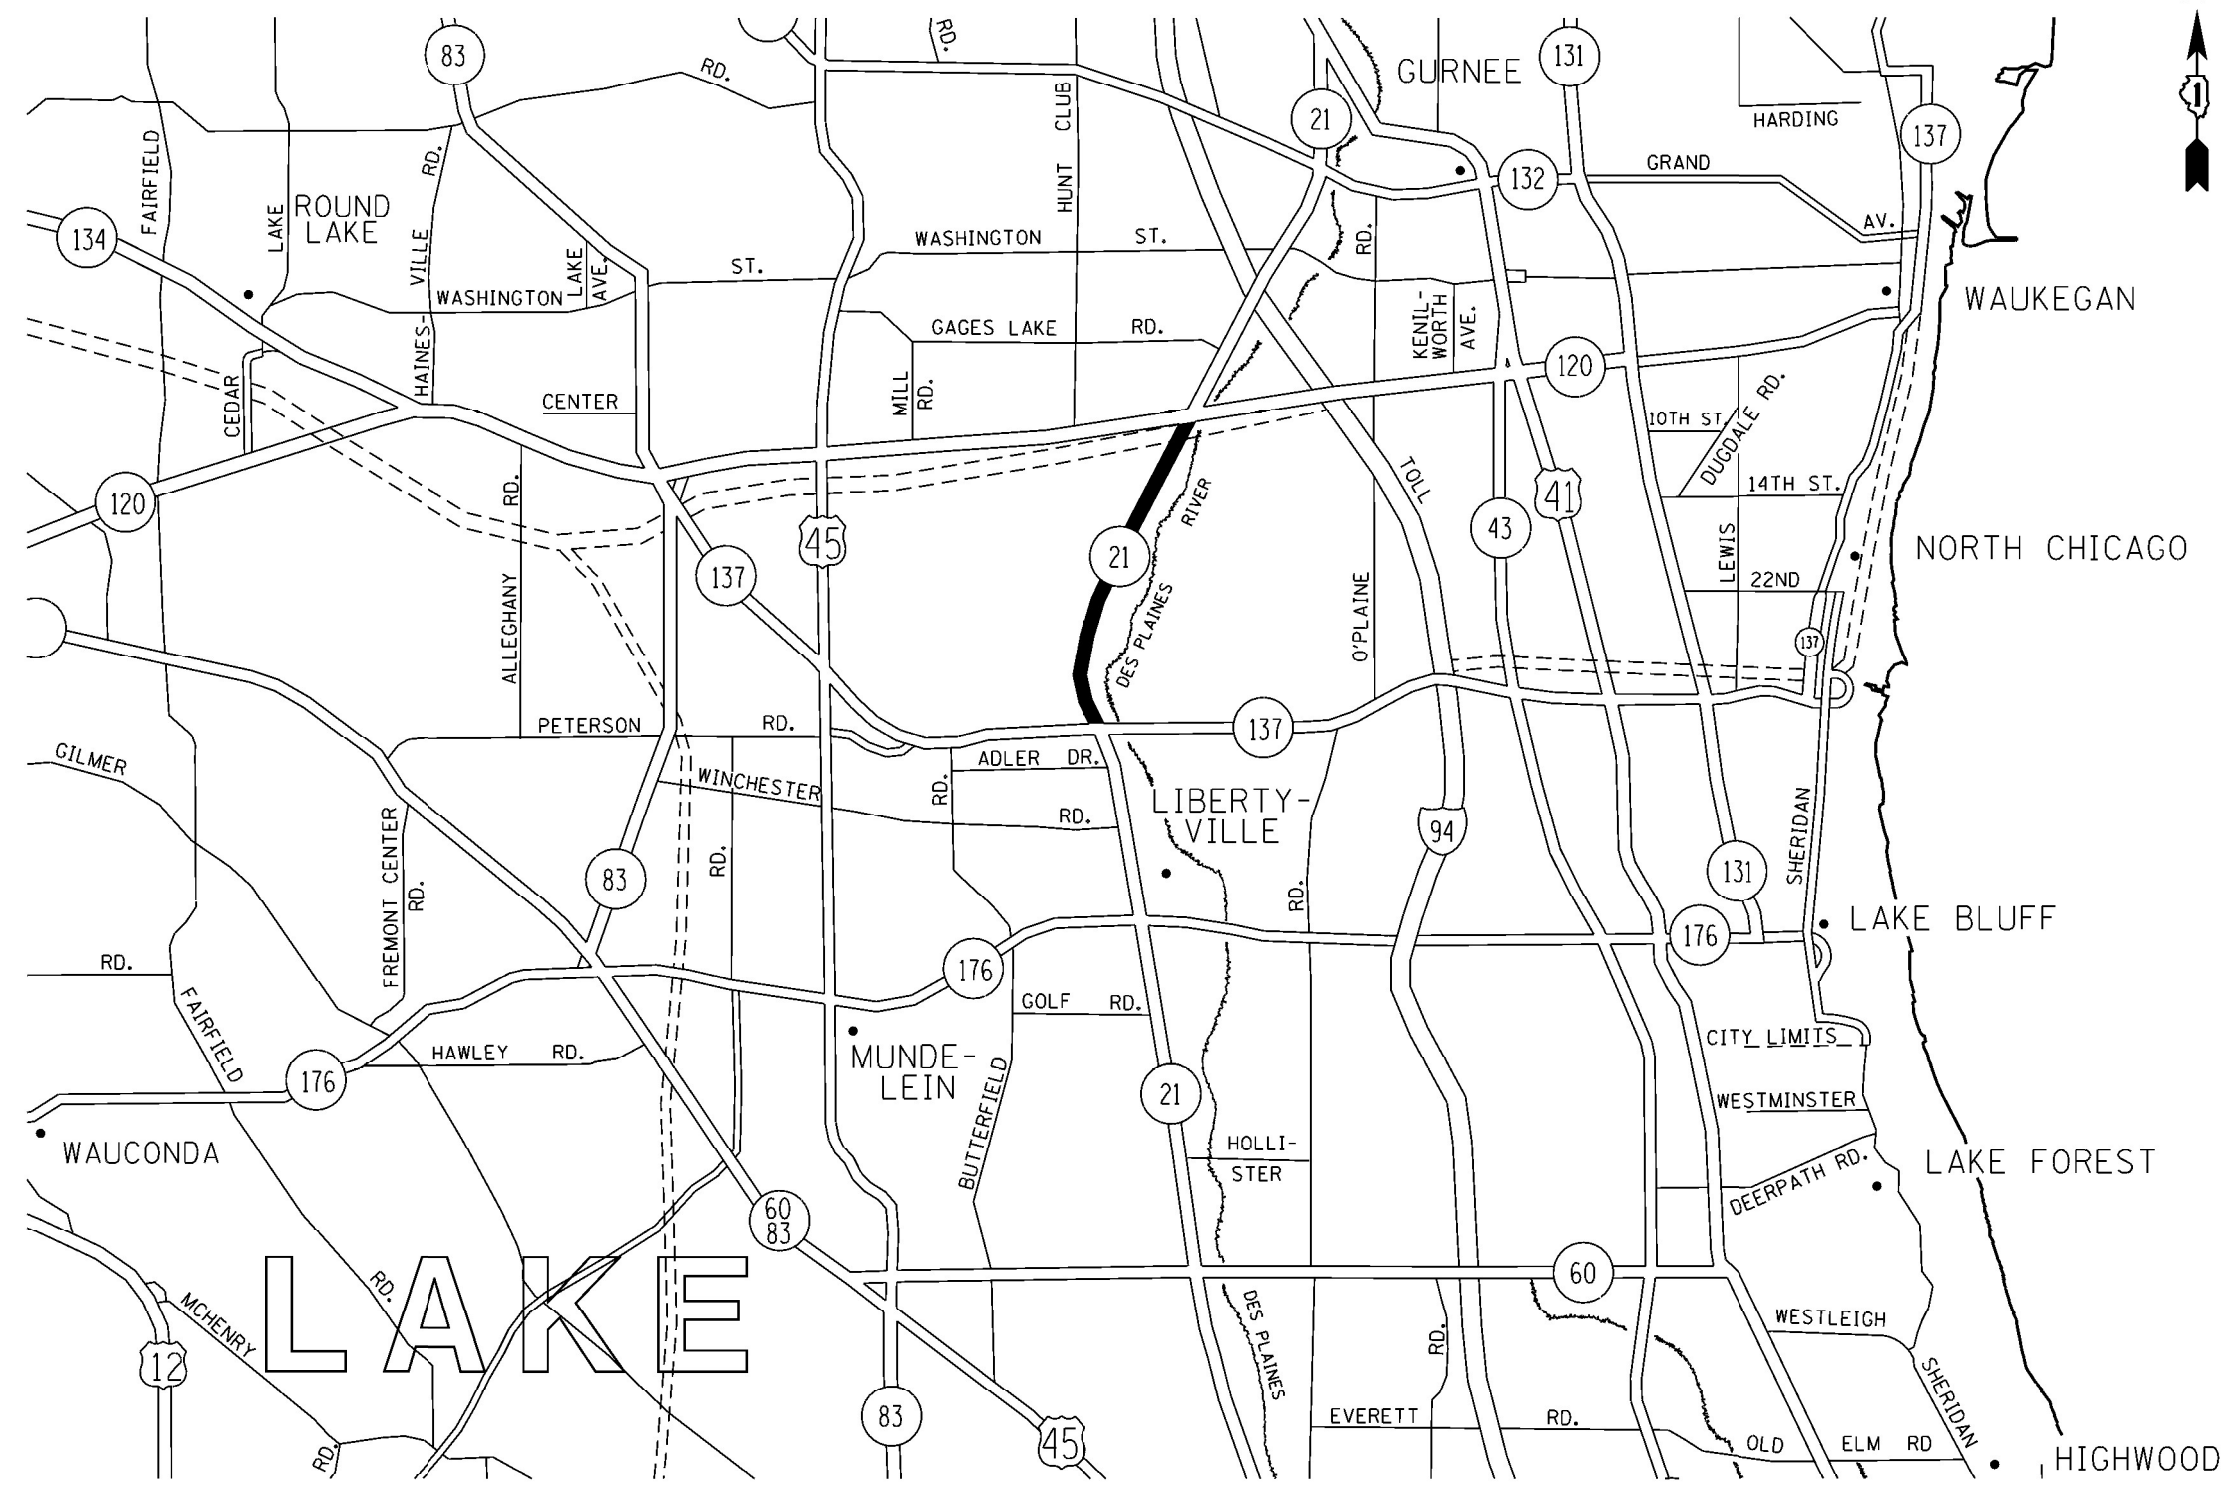 83
RD.
RD.
GURNEE
131
21
HARDING
137
1
FAIRFIELD
RD.
HUNT CLUB
132
GRAND
AV.
134
LAKE
ROUND
LAKE
HAINES-
VILLE
WASHINGTON
LAKE
AVE.
ST.
WASHINGTON ST.
RD.
WAUKEGAN
GAGES LAKE RD.
KENIL-
WORTH
AVE.
120
CEDAR
CENTER
MILL
RD.
10TH ST.
DUGDALE RD.
TOLL
14TH ST.
120
RD.
ALLEGHANY
45
21
RIVER
DES PLAINES
43
41
NORTH CHICAGO
LEWIS
22ND
137
O'PLAINE
137
PETERSON RD.
137
GILMER
WINCHESTER
RD.
ADLER DR.
RD.
LIBERTY-
VILLE
94
SHERIDAN
FREMONT CENTER
RD.
83
RD.
RD.
131
176
LAKE BLUFF
RD.
176
GOLF RD.
FAIRFIELD
HAWLEY RD.
176
MUNDE-
LEIN
BUTTERFIELD
21
CITY LIMITS
WESTMINSTER
WAUCONDA
HOLLI-
STER
DEERPATH RD.
LAKE FOREST
60
83
60
LAKE
RD.
MCHENRY
RD.
12
DES PLAINES
RD.
WESTLEIGH
SHERIDAN
83
45
EVERETT RD.
OLD ELM RD
HIGHWOOD